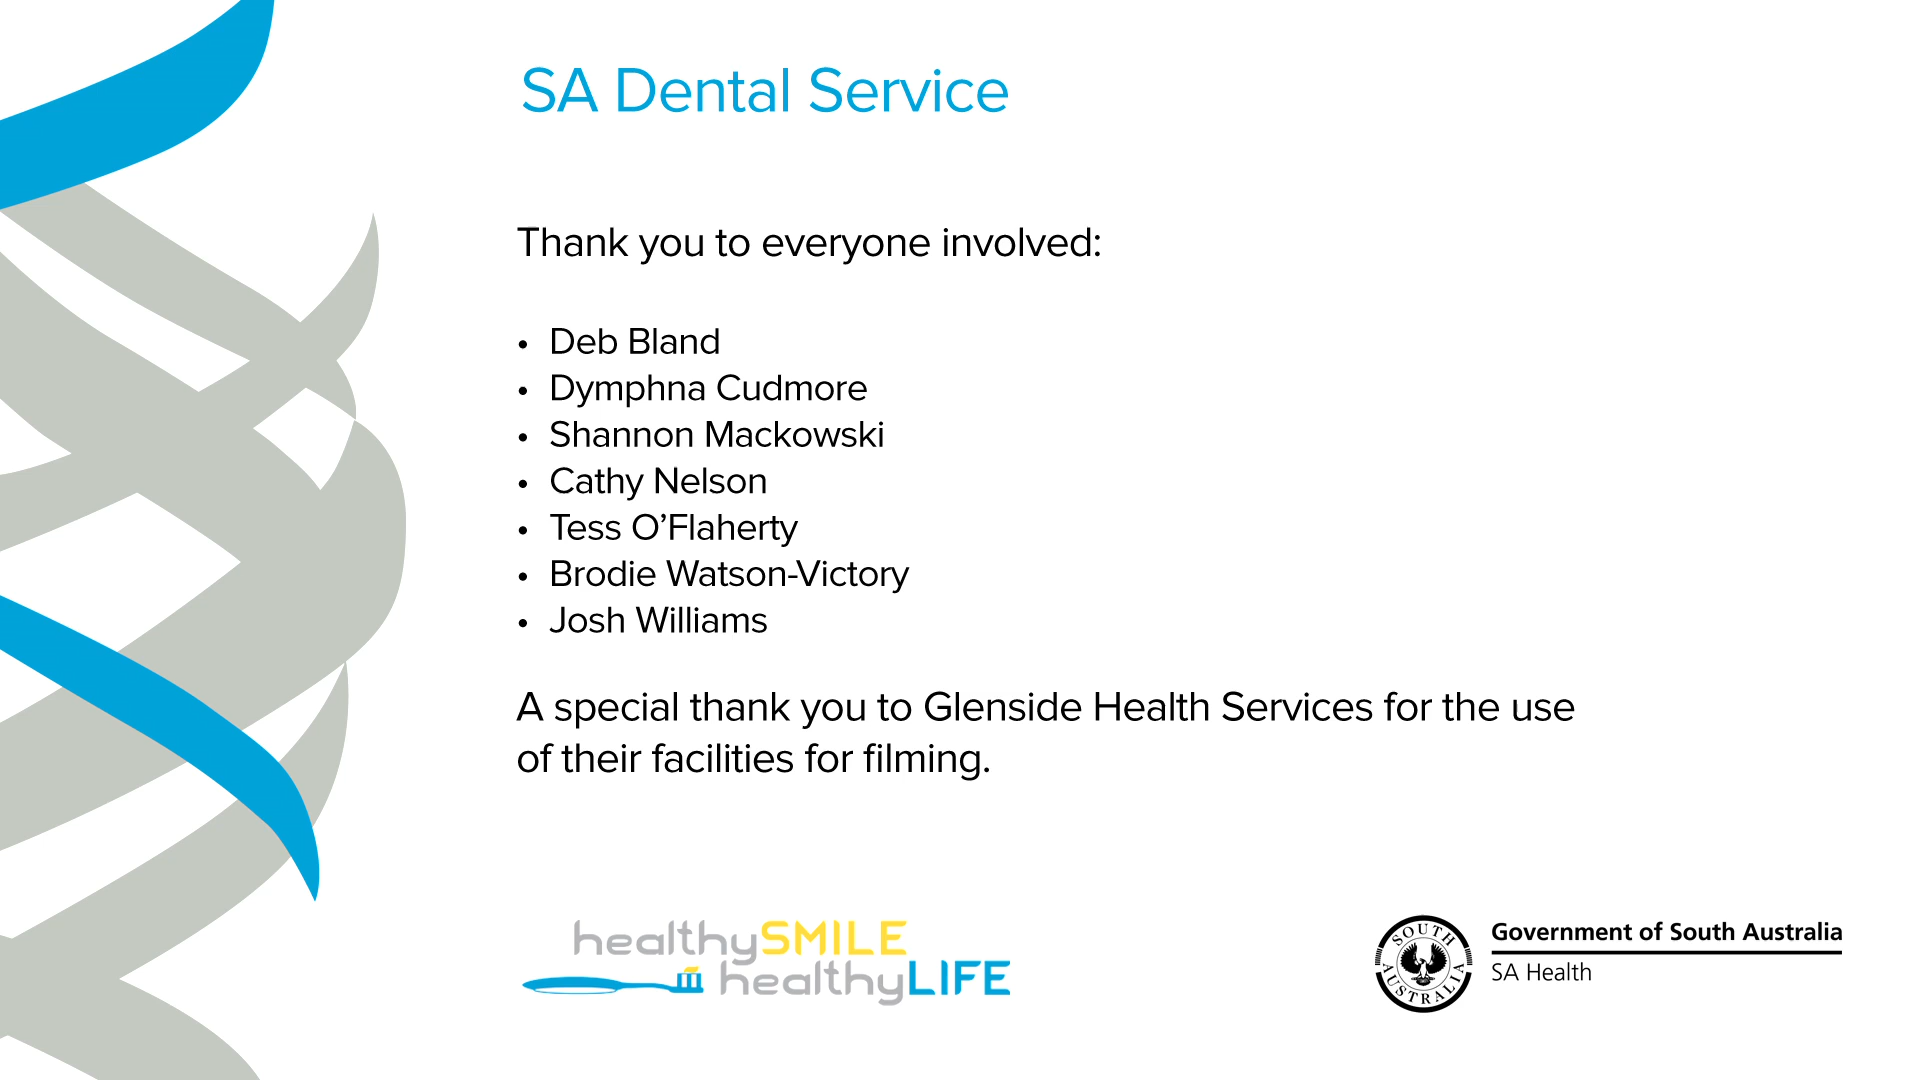 SA Dental Service
Thank you to everyone involved:
• Deb Bland
• Dymphna Cudmore
• Shannon Mackowski
• Cathy Nelson
• Tess O’Flaherty
• Brodie Watson-Victory
• Josh Williams
A special thank you to Glenside Health Services for the use
of their facilities for filming.
healthySMILE
healthyLIFE
SOUTH AUSTRALIA
Government of South Australia
SA Health